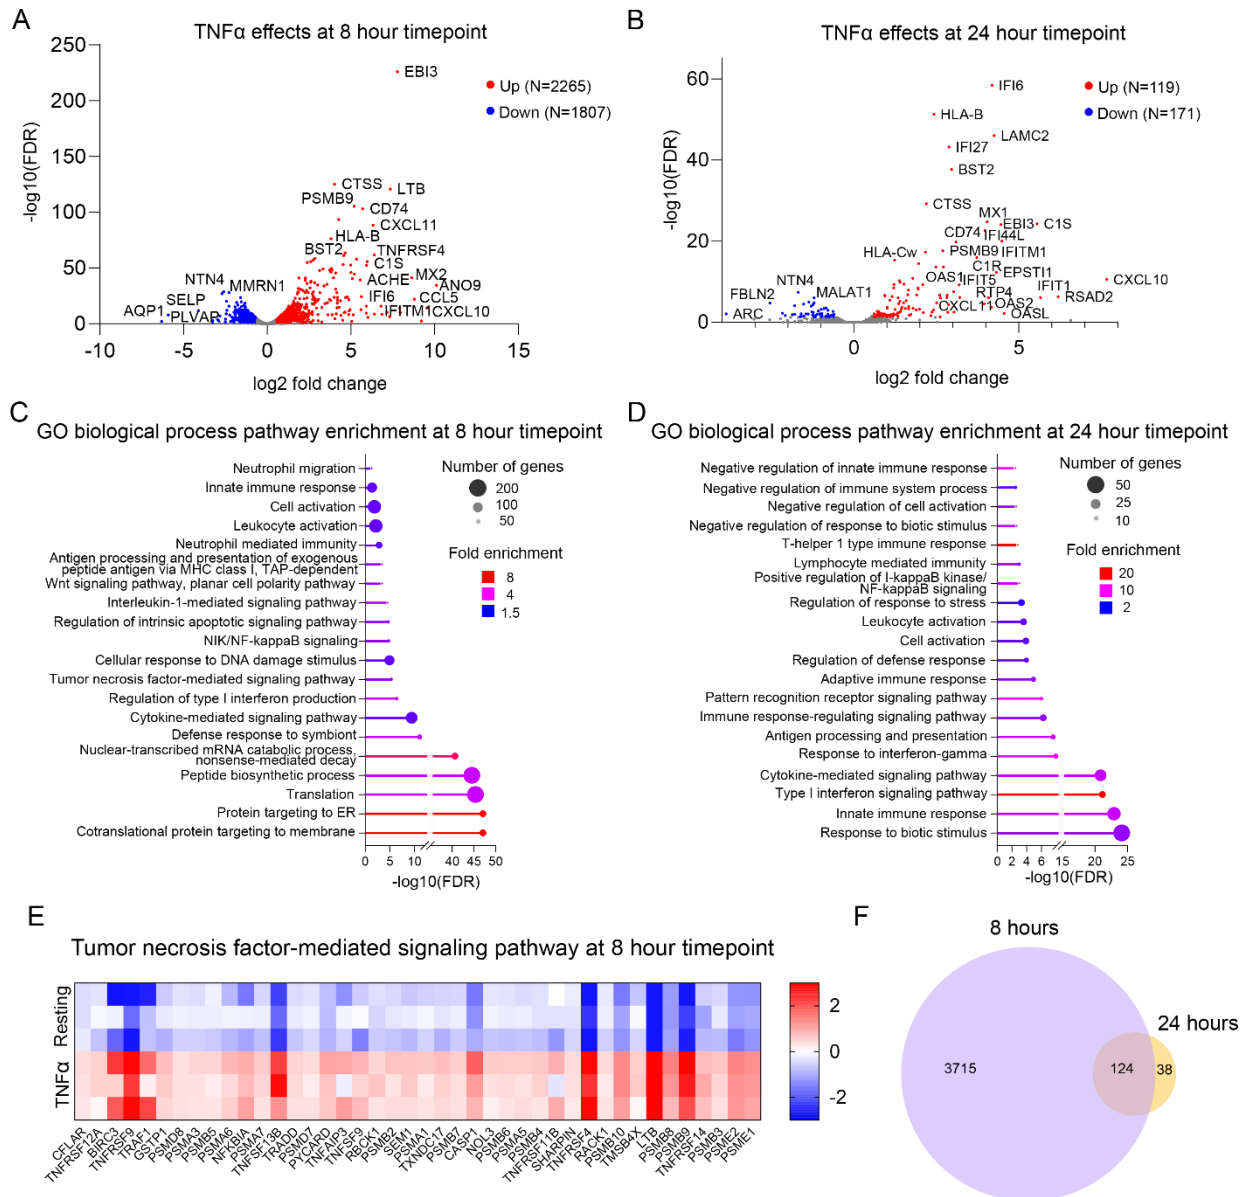 A
TNFα effects at 8 hour timepoint
250
200
150
100
50
0
-10
-5
0
5
10
15
-log10(FDR)
log2 fold change
Up (N=2265)
Down (N=1807)
EBI3
CTSS
LTB
PSMB9
CD74
CXCL11
HLA-B
BST2
TNFRSF4
C1S
MX2
ACHE
ANO9
IFI6
CCL5
IFITM1
CXCL10
NTN4
MMRN1
SELP
AQP1
PLVAP
B
TNFα effects at 24 hour timepoint
60
40
20
0
0
5
-log10(FDR)
log2 fold change
Up (N=119)
Down (N=171)
IFI6
HLA-B
LAMC2
IFI27
BST2
CTSS
MX1
EBI3
C1S
CD74
IFI44L
HLA-Cw
PSMB9
IFITM1
C1R
EPSTI1
CXCL10
OAS1
IFIT5
IFIT1
RTP4
RSAD2
CXCL11
OAS2
OASL
NTN4
FBLN2
MALAT1
ARC
C
GO biological process pathway enrichment at 8 hour timepoint
Neutrophil migration
Innate immune response
Cell activation
Leukocyte activation
Neutrophil mediated immunity
Antigen processing and presentation of exogenous
peptide antigen via MHC class I, TAP-dependent
Wnt signaling pathway, planar cell polarity pathway
Interleukin-1-mediated signaling pathway
Regulation of intrinsic apoptotic signaling pathway
NIK/NF-kappaB signaling
Cellular response to DNA damage stimulus
Tumor necrosis factor-mediated signaling pathway
Regulation of type I interferon production
Cytokine-mediated signaling pathway
Defense response to symbiont
Nuclear-transcribed mRNA catabolic process,
nonsense-mediated decay
Peptide biosynthetic process
Translation
Protein targeting to ER
Cotranslational protein targeting to membrane
0 5 10 40 45 50
-log10(FDR)
Number of genes
200
100
50
Fold enrichment
8
4
1.5
D
GO biological process pathway enrichment at 24 hour timepoint
Negative regulation of innate immune response
Negative regulation of immune system process
Negative regulation of cell activation
Negative regulation of response to biotic stimulus
T-helper 1 type immune response
Lymphocyte mediated immunity
Positive regulation of I-kappaB kinase/
NF-kappaB signaling
Regulation of response to stress
Leukocyte activation
Cell activation
Regulation of defense response
Adaptive immune response
Pattern recognition receptor signaling pathway
Immune response-regulating signaling pathway
Antigen processing and presentation
Response to interferon-gamma
Cytokine-mediated signaling pathway
Type I interferon signaling pathway
Innate immune response
Response to biotic stimulus
0 2 4 6 15 20 25
-log10(FDR)
Number of genes
50
25
10
Fold enrichment
20
10
2
E
Tumor necrosis factor-mediated signaling pathway at 8 hour timepoint
Resting
TNFα
2
0
-2
CFLAR
TNFRSF12A
BIRC3
TNFRSF9
TRAF1
GSTP1
PSMD8
PSMA3
PSMB5
PSMA6
NFKBIA
PSMA7
TNFSF13B
TRADD
PSMD7
PYCARD
TNFAIP3
TNFSF9
RBCK1
PSMB2
SEM1
PSMA1
TXNDC17
PSMB7
CASP1
NOL3
PSMB6
PSMA5
PSMB4
TNFRSF11B
SHARPIN
TNFRSF4
RACK1
PSMB10
TMSB4X
LTB
PSMB8
PSMB9
TNFRSF14
PSMB3
PSME2
PSME1
F
8 hours
24 hours
3715
124
38